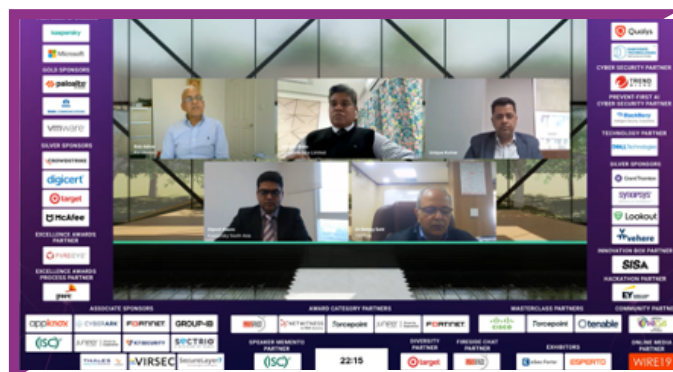 kaspersky
Microsoft
GOLD SPONSORS
paloalto
vmware
SILVER SPONSORS
CROWDSTRIKE
digicert
target
McAfee
EXCELLENCE AWARDS
PARTNER
FIREEYE
EXCELLENCE AWARDS
PROCESS PARTNER
pwc
Qualys
CYBER SECURITY PARTNER
TREND
MICRO
PREVENT-FIRST AI
CYBER SECURITY PARTNER
BlackBerry
TECHNOLOGY PARTNER
DELL Technologies
SILVER SPONSORS
GrantThornton
SYNOPSYS
Lookout
vehere
INNOVATION BOX PARTNER
SISA
HACKATHON PARTNER
EY
COMMUNITY PARTNER
ONLINE MEDIA
PARTNER
WIRE19
ASSOCIATE SPONSORS
appknox CYBERARK FORTINET GROUP-IB
(ISC)² JUNIPER K7SECURITY SECTRIO
THALES VIRSEC SecureLayer7
AWARD CATEGORY PARTNERS
NETWITNESS Forcepoint JUNIPER FORTINET
MASTERCLASS PARTNERS
CISCO Forcepoint tenable
SPEAKER MEMENTO
PARTNER
(ISC)²
22:15
DIVERSITY
PARTNER
target
FIRESIDE CHAT
PARTNER
EXHIBITORS
ESPERTO